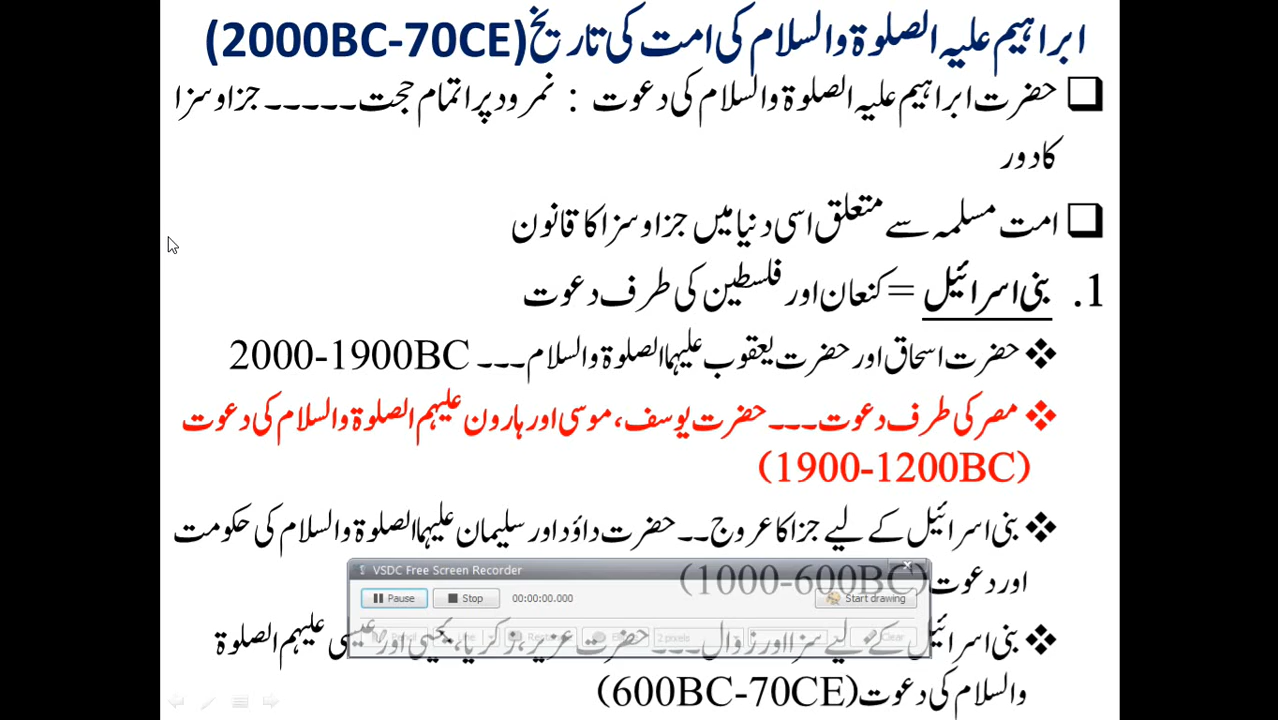 ابراہیم علیہ الصلوۃ والسلام کی امت کی تاریخ(2000BC-70CE)
حضرت ابراہیم علیہ الصلوۃ والسلام کی دعوت : نمرود پر اتمام حجت ۔۔۔۔۔ جزا و سزا
کا دور
امت مسلمہ سے متعلق اسی دنیا میں جزا و سزا کا قانون
1. بنی اسرائیل = کنعان اور فلسطین کی طرف دعوت
حضرت اسحاق اور حضرت یعقوب علیہما الصلوۃ والسلام۔۔۔ 2000-1900BC
مصر کی طرف دعوت۔۔۔ حضرت یوسف، موسی اور ہارون علیہم الصلوۃ والسلام کی دعوت
(1900-1200BC)
بنی اسرائیل کے لیے جزا کا عروج۔۔ حضرت داؤد اور سلیمان علیہما الصلوۃ والسلام کی حکومت
اور دعوت(1000-600BC)
VSDC Free Screen Recorder
Pause Stop 00:00:00.000 Start drawing
2 pixels Clear
بنی اسرائیل کے لیے سزا اور زوال۔۔۔ حضرت عزیر، زکریا، یحیی اور عیسی علیہم الصلوۃ
والسلام کی دعوت(600BC-70CE)